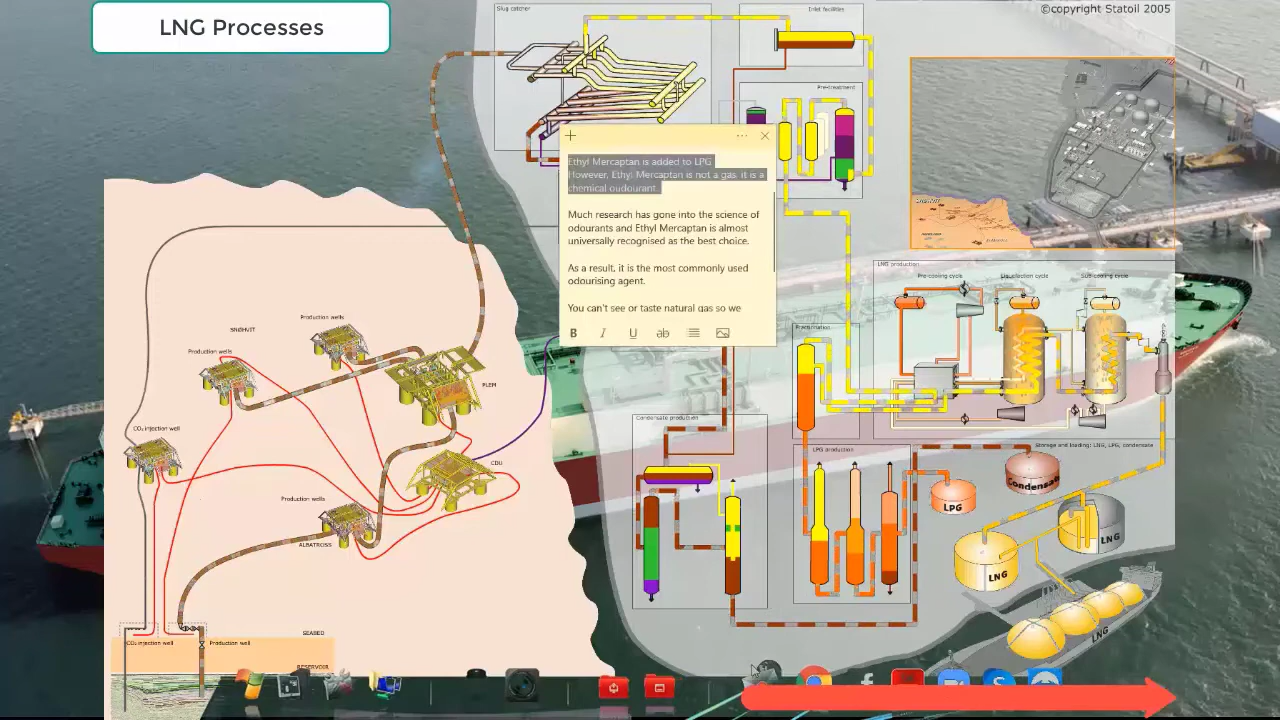 LNG Processes
©copyright Statoil 2005
Slug catcher
Inlet facilities
Pre-treatment
Ethyl Mercaptan is added to LPG
However, Ethyl Mercaptan is not a gas, it is a
chemical oudourant.
Much research has gone into the science of
odourants and Ethyl Mercaptan is almost
universally recognised as the best choice.
As a result, it is the most commonly used
odourising agent.
You can't see or taste natural gas so we
B I U ab
LNG production
Pre-cooling cycle
Liquefaction cycle
Sub-cooling cycle
Production wells
SNØHVIT
Production wells
PLEM
CO₂ injection well
CDU
Production wells
ALBATROSS
Condensate production
LPG production
Storage and loading: LNG, LPG, condensate
Condensate
LPG
LNG
LNG
LNG
SEABED
CO₂ injection well
Production well
RESERVOIR